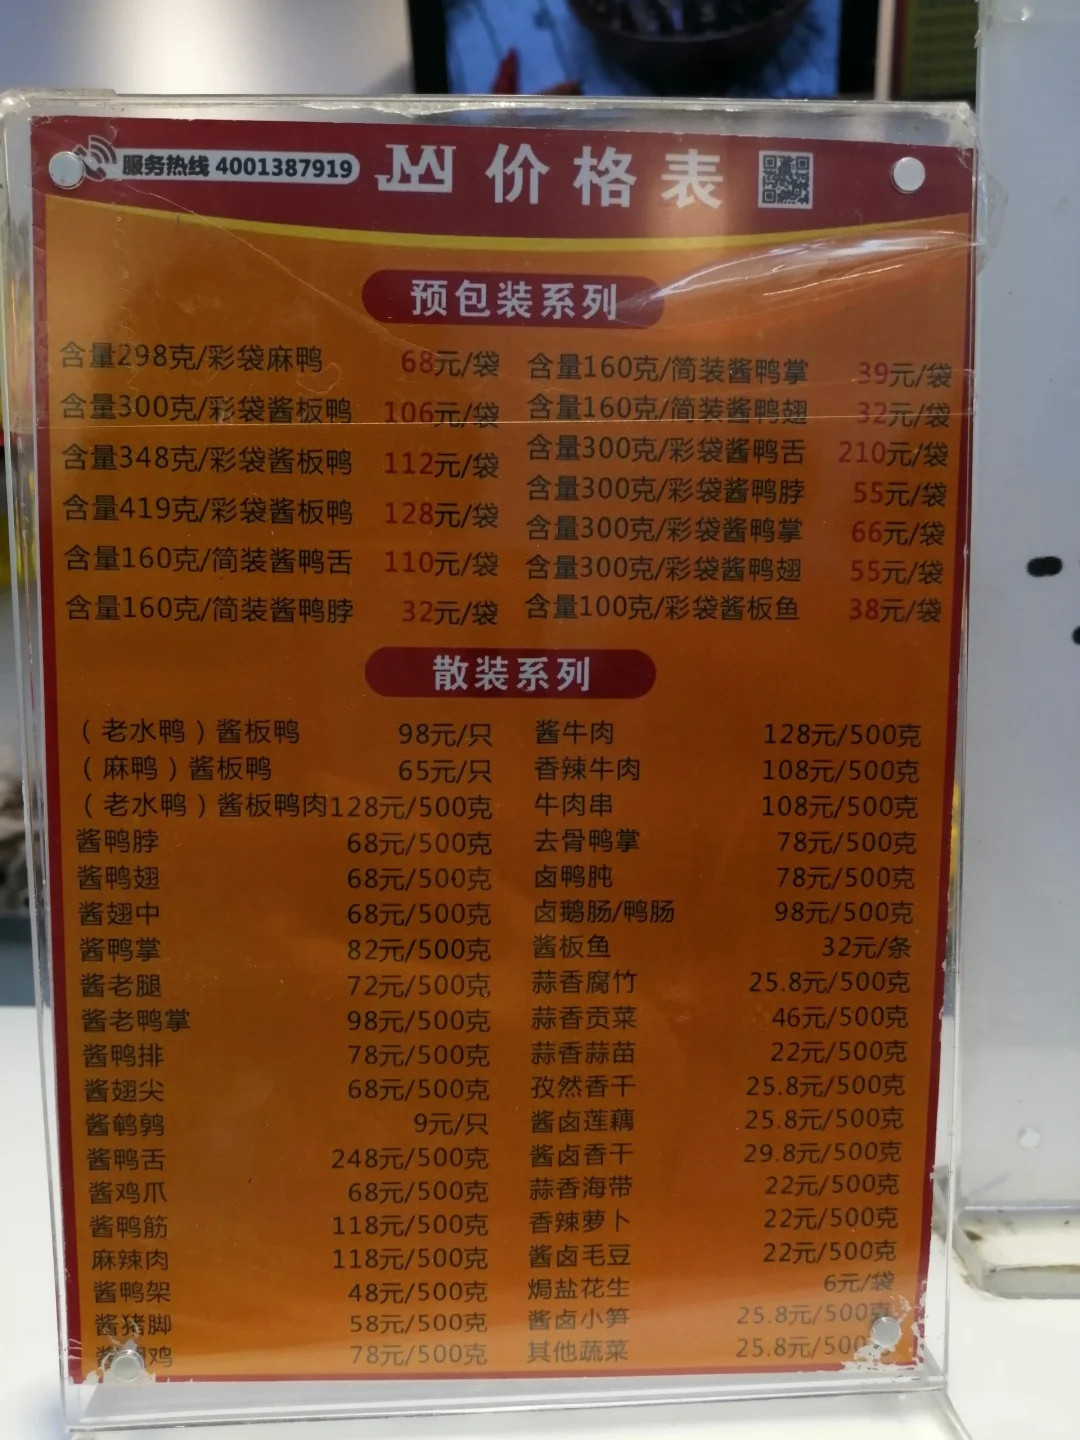 服务热线 4001387919
JW 价格表
预包装系列
含量298克/彩袋麻鸭 68元/袋
含量300克/彩袋酱板鸭 106元/袋
含量348克/彩袋酱板鸭 112元/袋
含量419克/彩袋酱板鸭 128元/袋
含量160克/简装酱鸭舌 110元/袋
含量160克/简装酱鸭脖 32元/袋
含量160克/简装酱鸭掌 39元/袋
含量160克/简装酱鸭翅 32元/袋
含量300克/彩袋酱鸭舌 210元/袋
含量300克/彩袋酱鸭脖 55元/袋
含量300克/彩袋酱鸭掌 66元/袋
含量300克/彩袋酱鸭翅 55元/袋
含量100克/彩袋酱板鱼 38元/袋
散装系列
（老水鸭）酱板鸭 98元/只
（麻鸭）酱板鸭 65元/只
（老水鸭）酱板鸭肉128元/500克
酱鸭脖 68元/500克
酱鸭翅 68元/500克
酱翅中 68元/500克
酱鸭掌 82元/500克
酱老腿 72元/500克
酱老鸭掌 98元/500克
酱鸭排 78元/500克
酱翅尖 68元/500克
酱鹌鹑 9元/只
酱鸭舌 248元/500克
酱鸡爪 68元/500克
酱鸭筋 118元/500克
麻辣肉 118元/500克
酱鸭架 48元/500克
酱猪脚 58元/500克
鸡 78元/500克
酱牛肉 128元/500克
香辣牛肉 108元/500克
牛肉串 108元/500克
去骨鸭掌 78元/500克
卤鸭肫 78元/500克
卤鹅肠/鸭肠 98元/500克
酱板鱼 32元/条
蒜香腐竹 25.8元/500克
蒜香贡菜 46元/500克
蒜香蒜苗 22元/500克
孜然香干 25.8元/500克
酱卤莲藕 25.8元/500克
酱卤香干 29.8元/500克
蒜香海带 22元/500克
香辣萝卜 22元/500克
酱卤毛豆 22元/500克
焗盐花生 6元/袋
酱卤小笋 25.8元/500克
其他蔬菜 25.8元/500